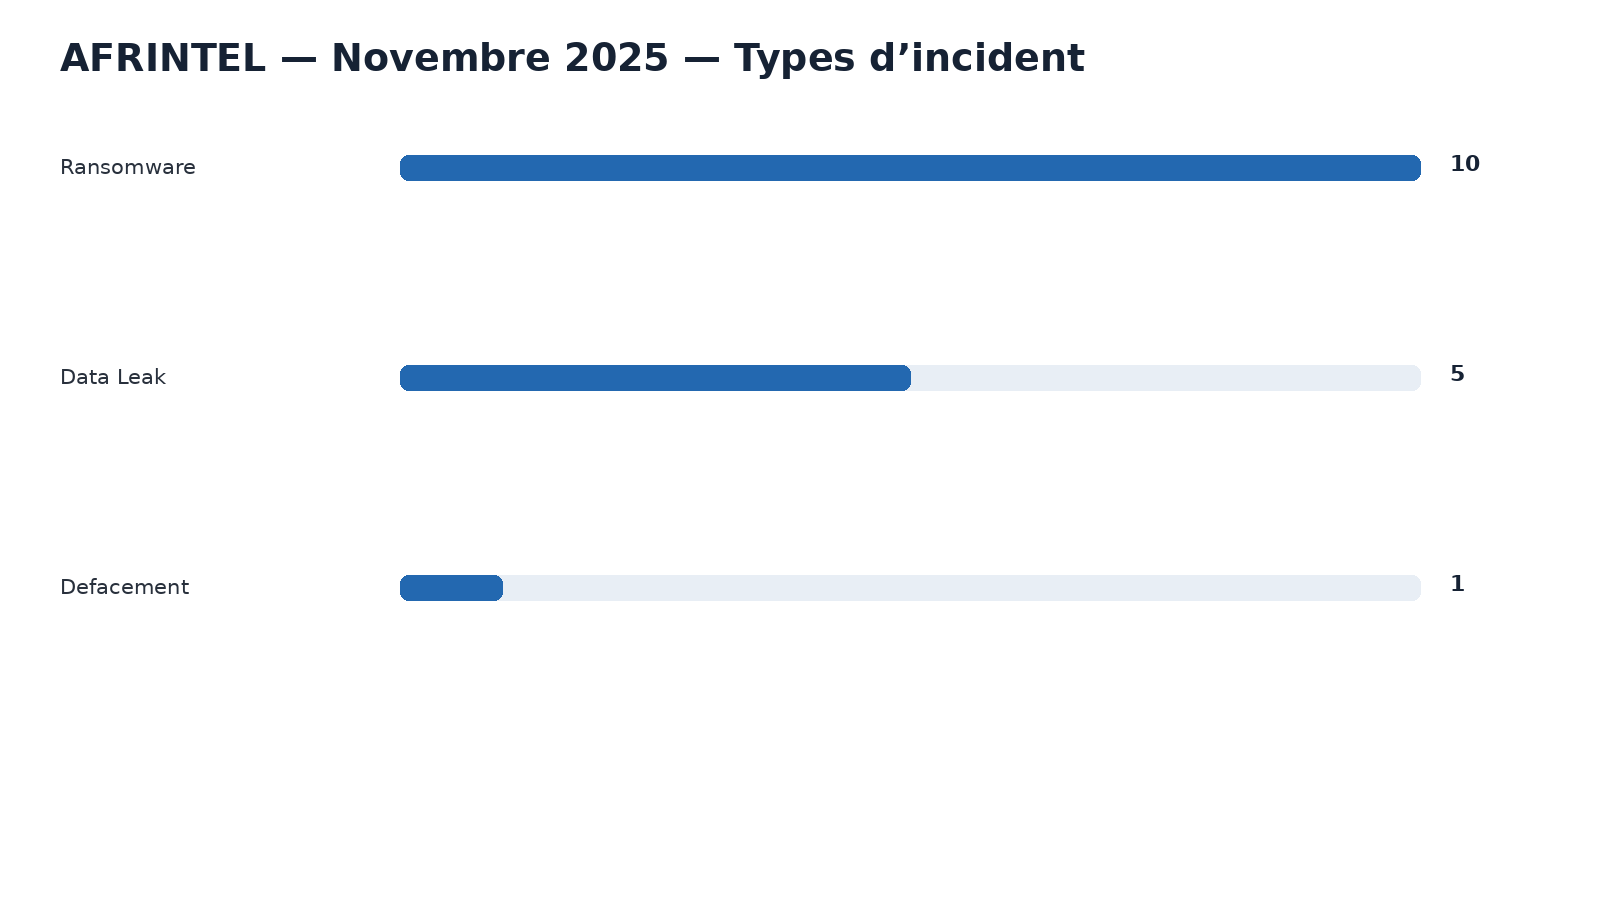 AFRINTEL — Novembre 2025 — Types d’incident
Ransomware 10
Data Leak 5
Defacement 1